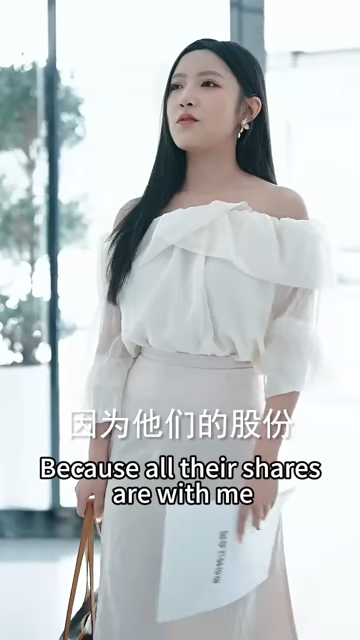 因为他们的股份
Because all their shares
are with me